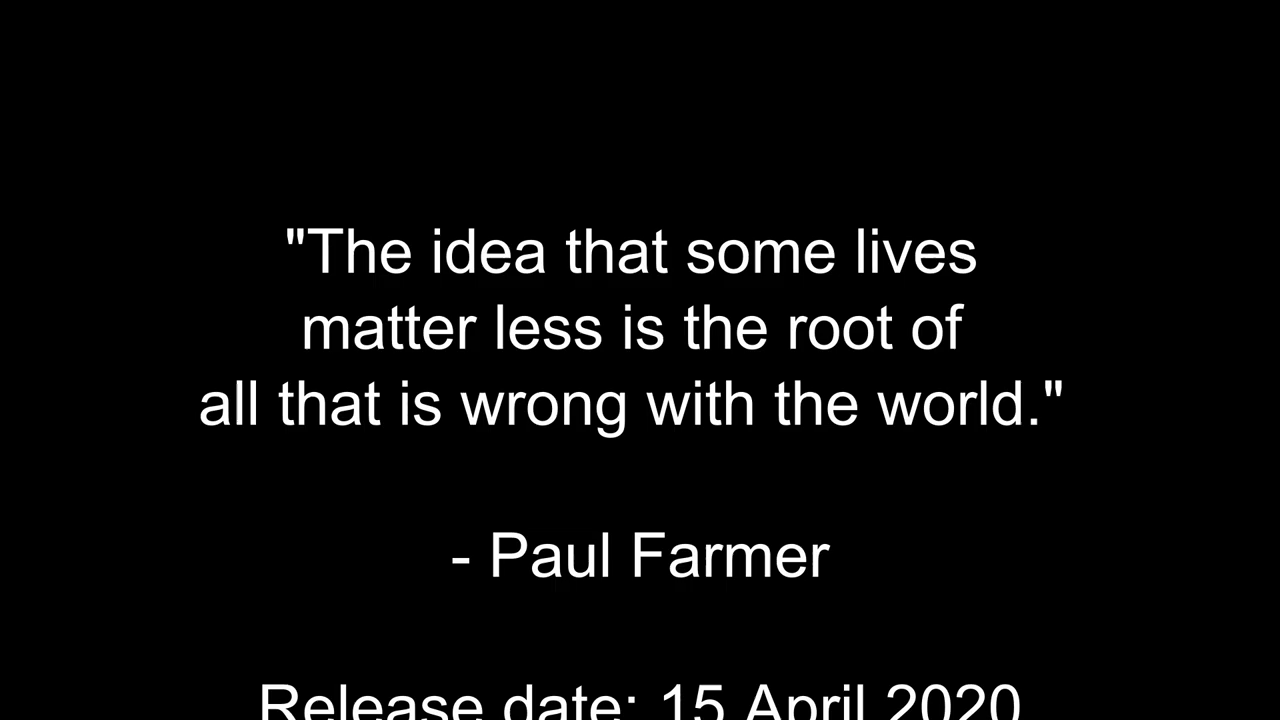 "The idea that some lives
matter less is the root of
all that is wrong with the world."
- Paul Farmer
Release date: 15 April 2020